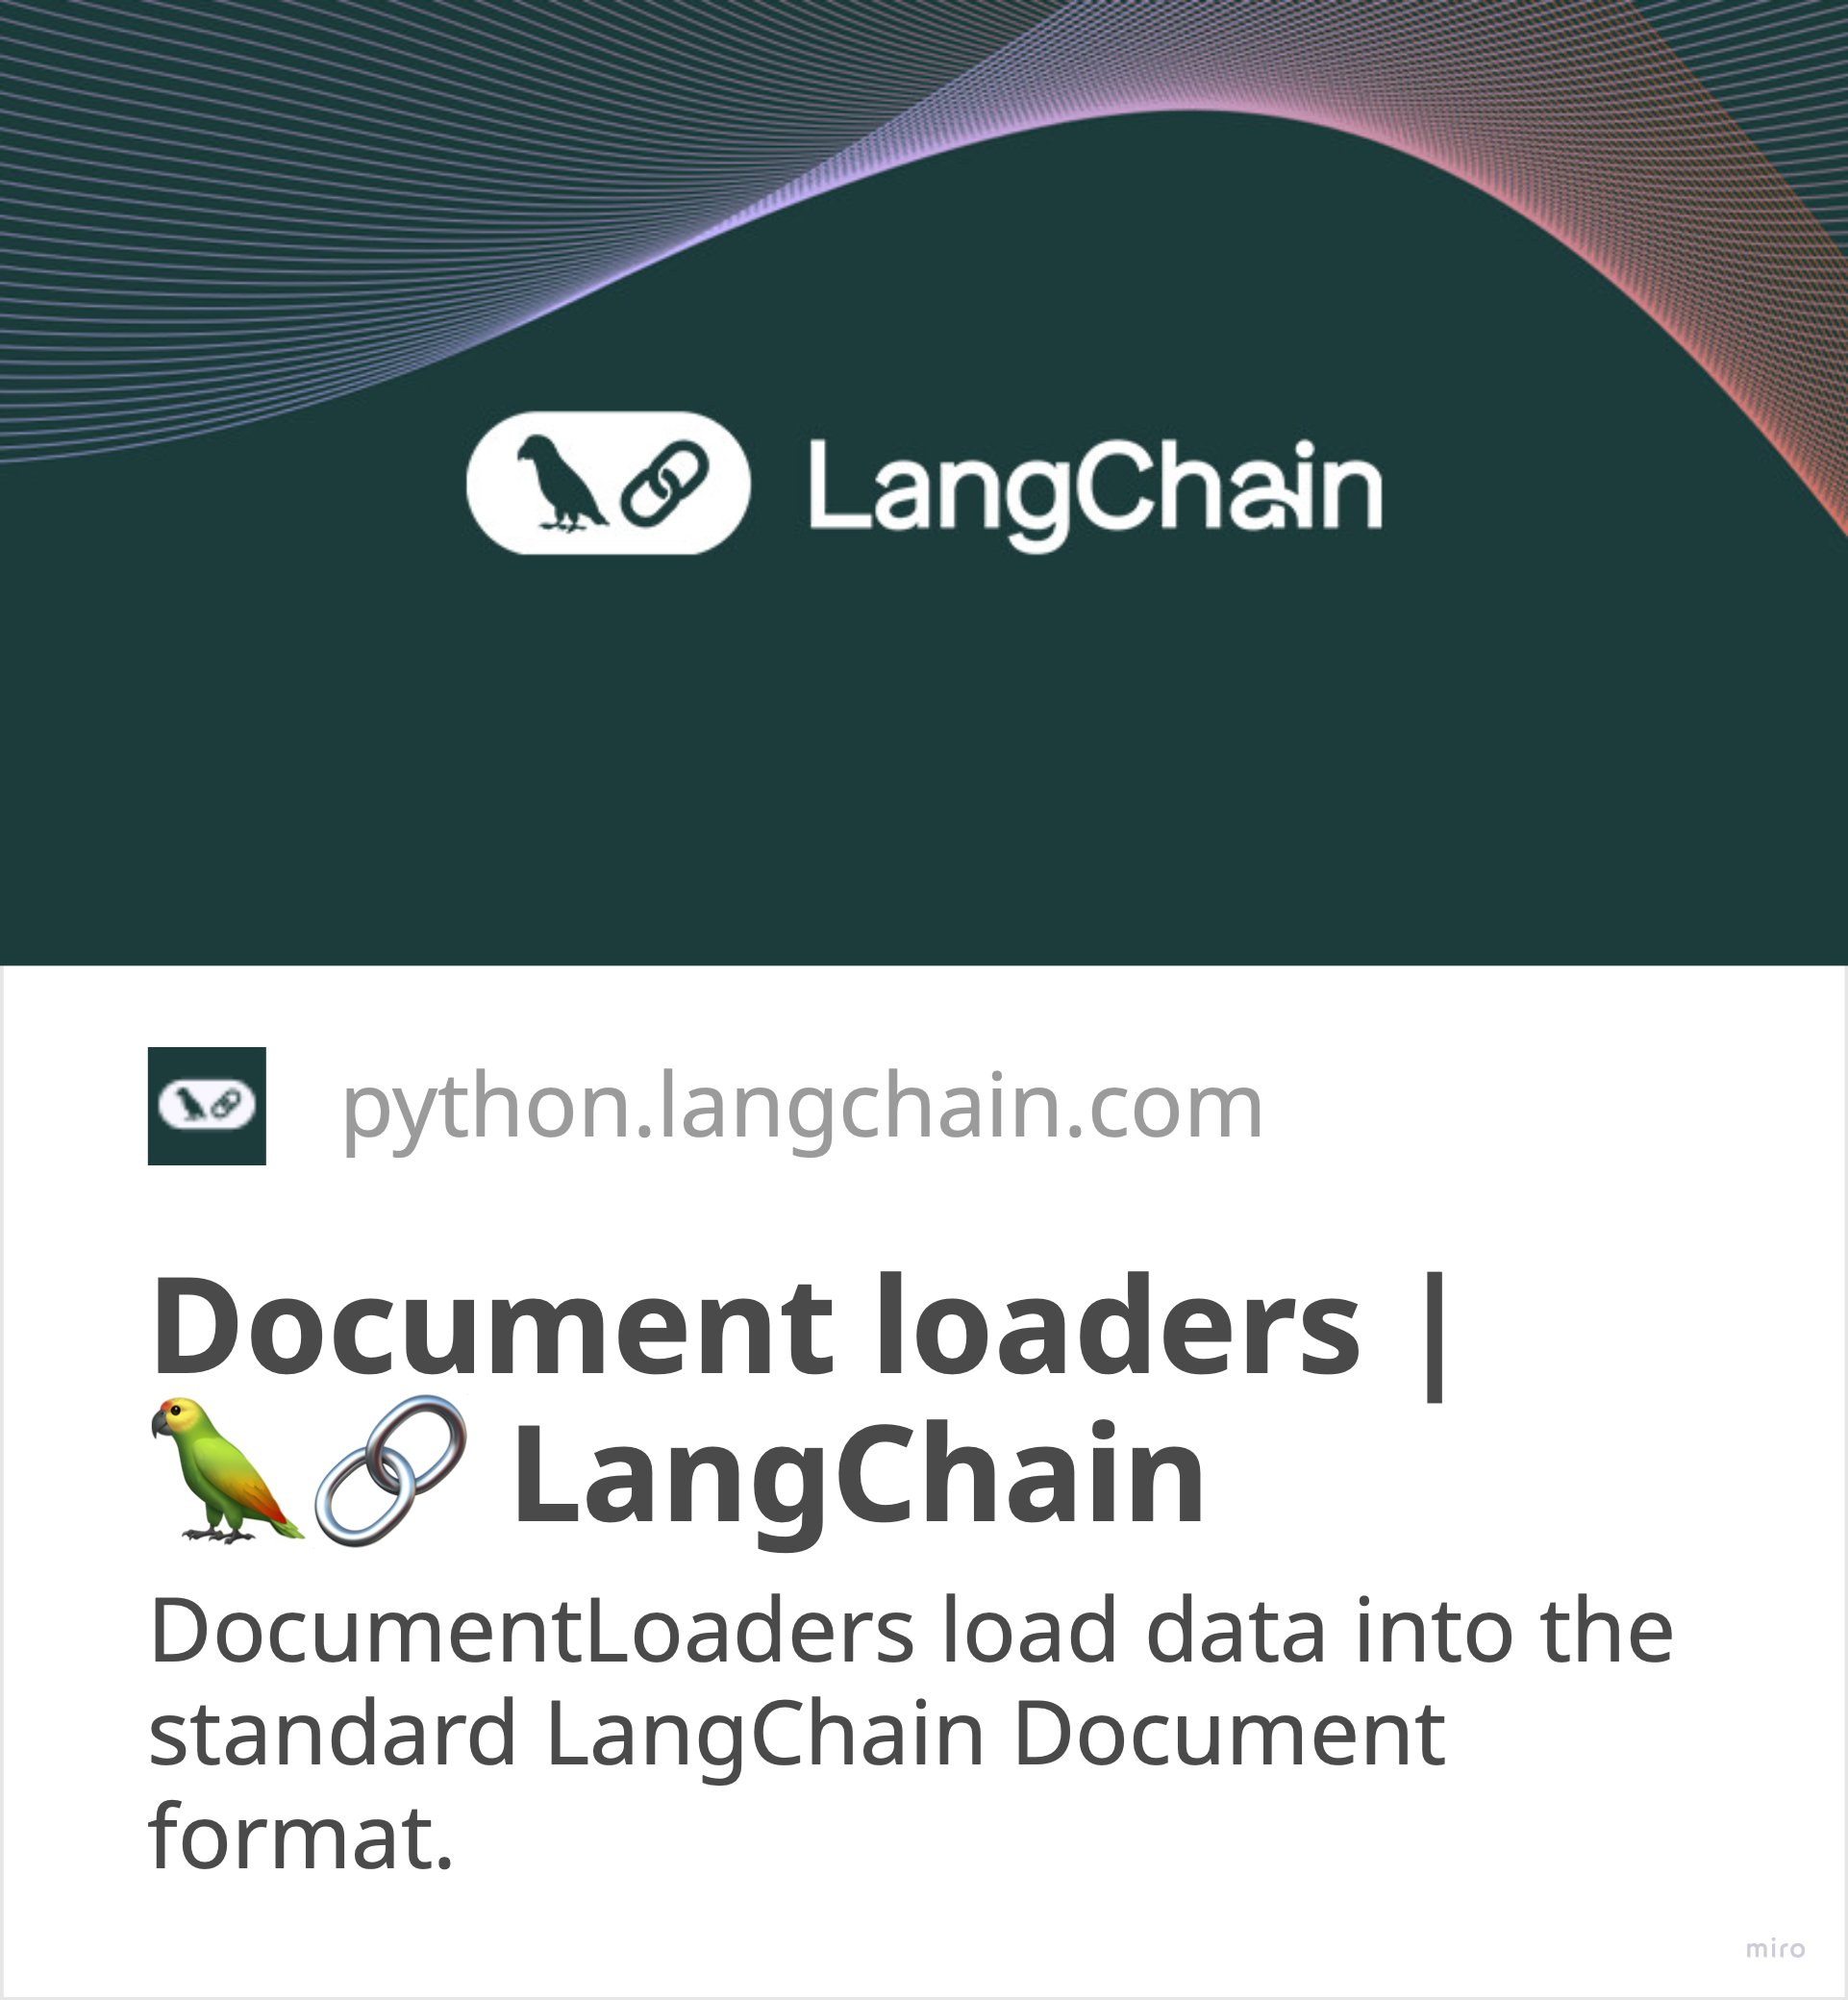 LangChain
python.langchain.com
Document loaders |
🦜🔗 LangChain
DocumentLoaders load data into the
standard LangChain Document
format.
miro